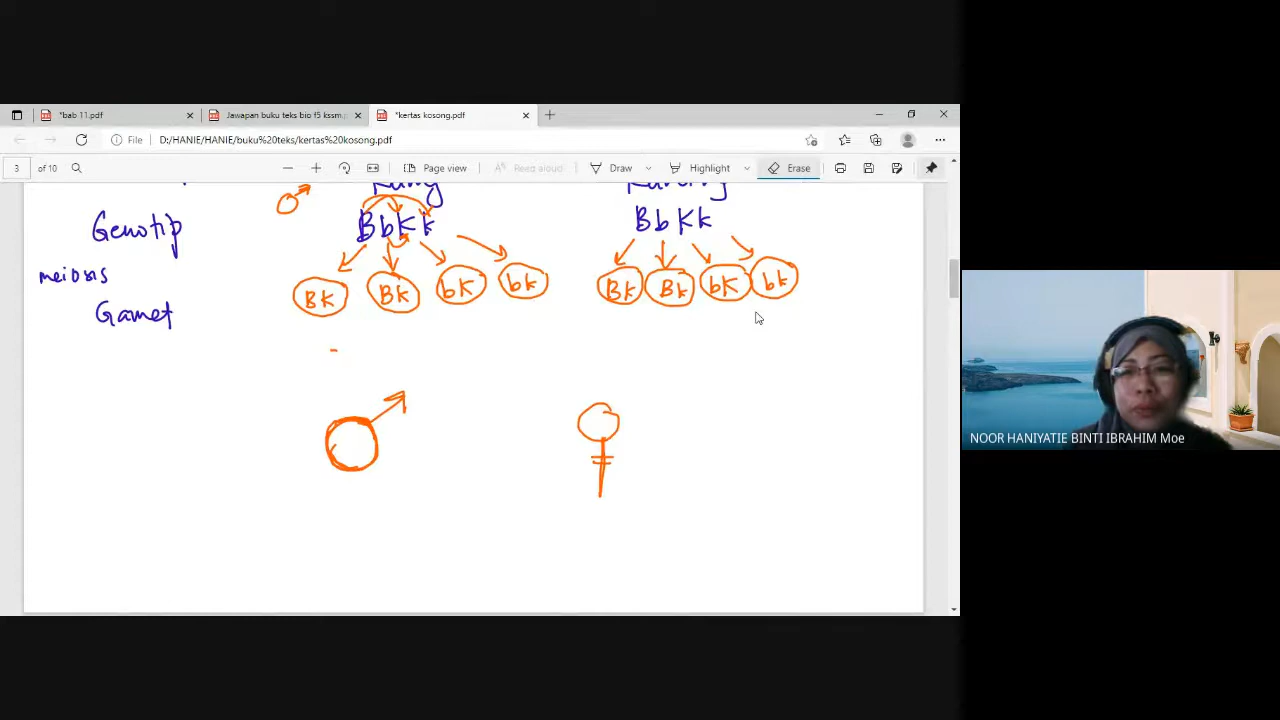 *bab 11.pdf
Jawapan buku teks bio f5 kssm.p
*kertas kosong.pdf
File
D:/HANIE/HANIE/buku%20teks/kertas%20kosong.pdf
3 of 10
Page view
Read aloud
Draw
Highlight
Erase
Genotip BbKk BbKk
meiosis
BK Bk bK bk BK Bk bK bk
Gamet
NOOR HANIYATIE BINTI IBRAHIM Moe